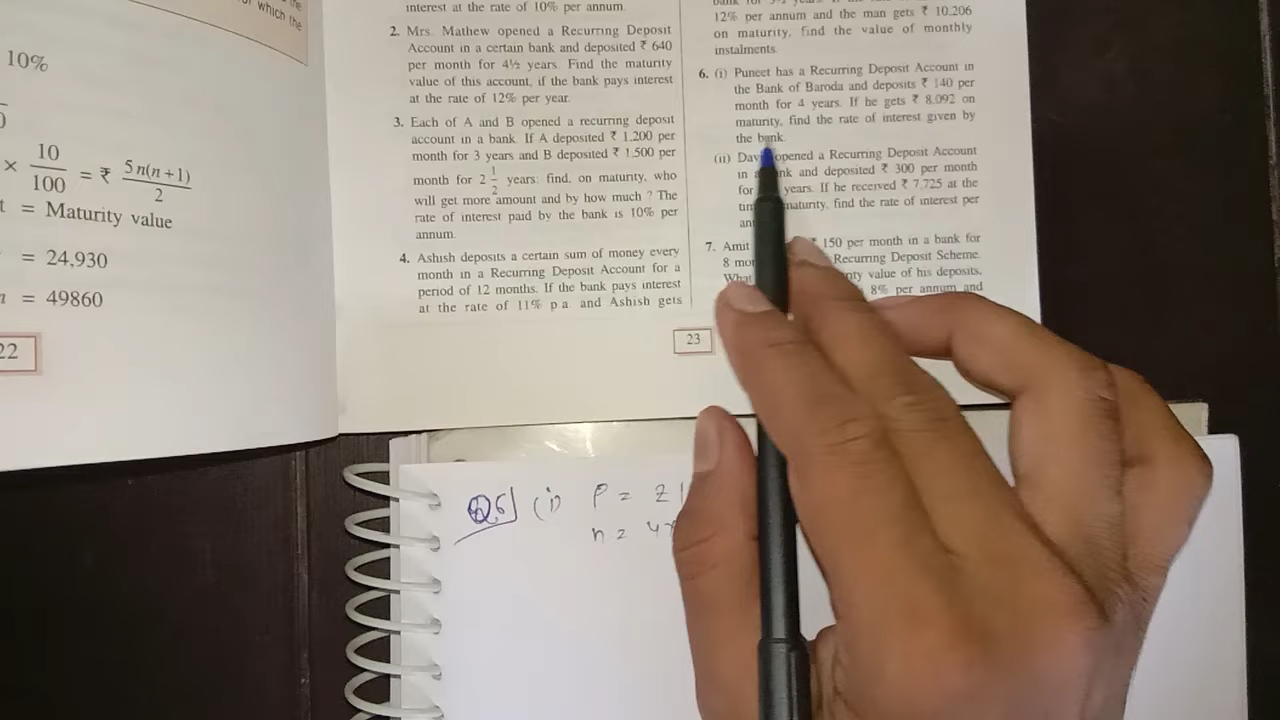 which the
10%
× 10/100 = ₹ 5n(n+1)/2
= Maturity value
= 24,930
= 49860
22
interest at the rate of 10% per annum.
2. Mrs. Mathew opened a Recurring Deposit
Account in a certain bank and deposited ₹ 640
per month for 4½ years. Find the maturity
value of this account, if the bank pays interest
at the rate of 12% per year.
3. Each of A and B opened a recurring deposit
account in a bank. If A deposited ₹ 1,200 per
month for 3 years and B deposited ₹ 1,500 per
month for 2 1/2 years; find, on maturity, who
will get more amount and by how much ? The
rate of interest paid by the bank is 10% per
annum.
4. Ashish deposits a certain sum of money every
month in a Recurring Deposit Account for a
period of 12 months. If the bank pays interest
at the rate of 11% p.a. and Ashish gets
12% per annum and the man gets ₹ 10,206
on maturity, find the value of monthly
instalments.
6. (i) Puneet has a Recurring Deposit Account in
the Bank of Baroda and deposits ₹ 140 per
month for 4 years. If he gets ₹ 8,092 on
maturity, find the rate of interest given by
the bank.
(ii) opened a Recurring Deposit Account
in and deposited ₹ 300 per month
for years. If he received ₹ 7,725 at the
maturity, find the rate of interest per
7. Amit ₹ 150 per month in a bank for
8 Recurring Deposit Scheme.
What value of his deposits,
8% per annum and
23
Q6] (i) P =
n =